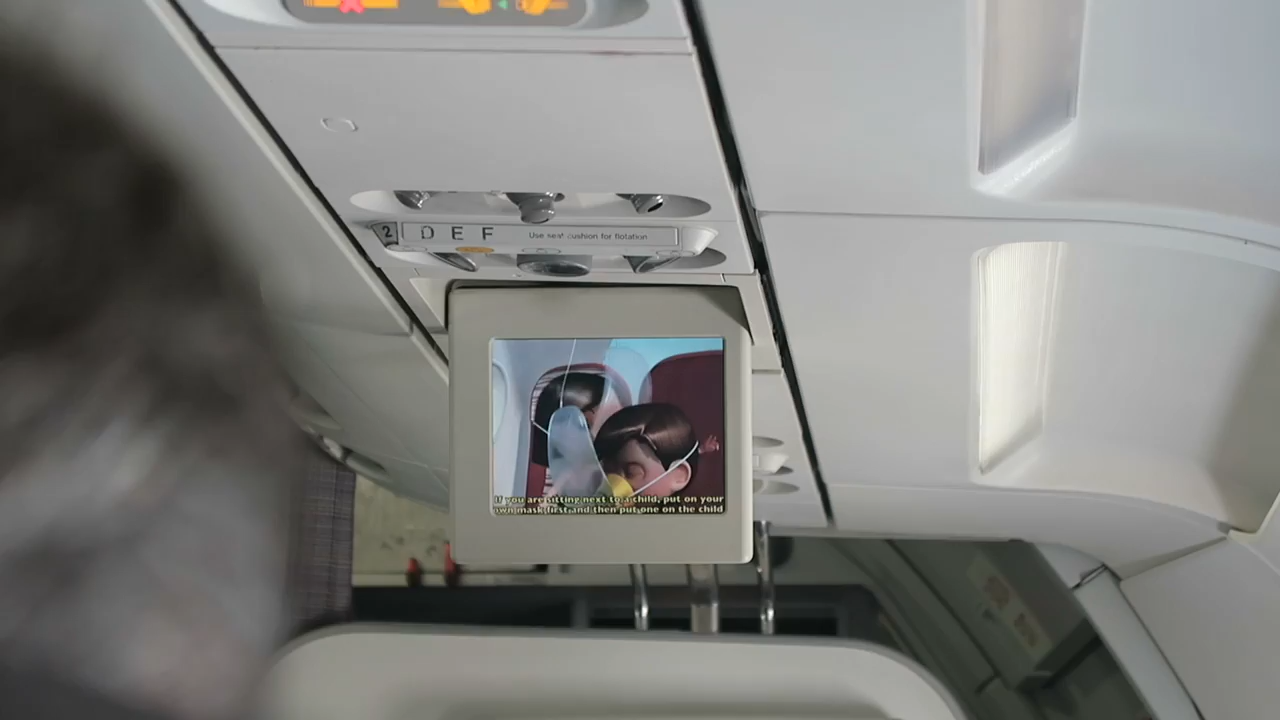 2 D E F Use seat cushion for flotation
If you are sitting next to a child, put on your
own mask first and then put one on the child